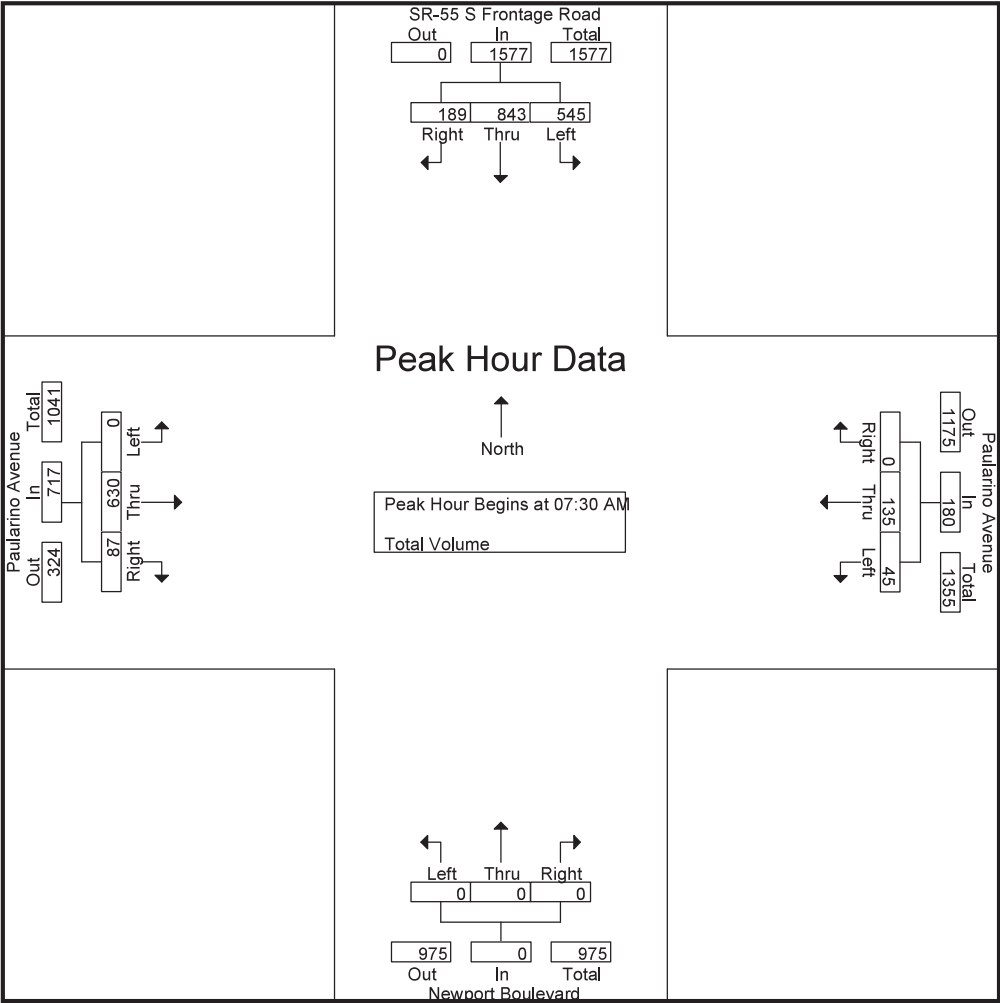 SR-55 S Frontage Road
Out In Total
0 1577 1577
189 843 545
Right Thru Left
Peak Hour Data
North
Peak Hour Begins at 07:30 AM
Total Volume
Paularino Avenue
Out In Total
324 717 1041
Left Thru Right
0 630 87
Paularino Avenue
Out In Total
1175 180 1355
Right Thru Left
0 135 45
Left Thru Right
0 0 0
975 0 975
Out In Total
Newport Boulevard